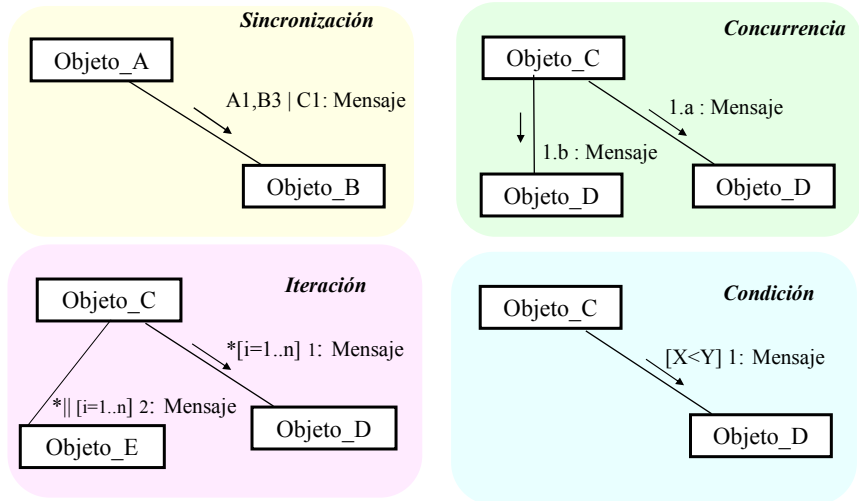 Sincronización
Objeto_A
A1,B3 | C1: Mensaje
Objeto_B
Concurrencia
Objeto_C
1.a : Mensaje
1.b : Mensaje
Objeto_D
Objeto_D
Iteración
Objeto_C
*[i=1..n] 1: Mensaje
*|| [i=1..n] 2: Mensaje
Objeto_D
Objeto_E
Condición
Objeto_C
[X<Y] 1: Mensaje
Objeto_D